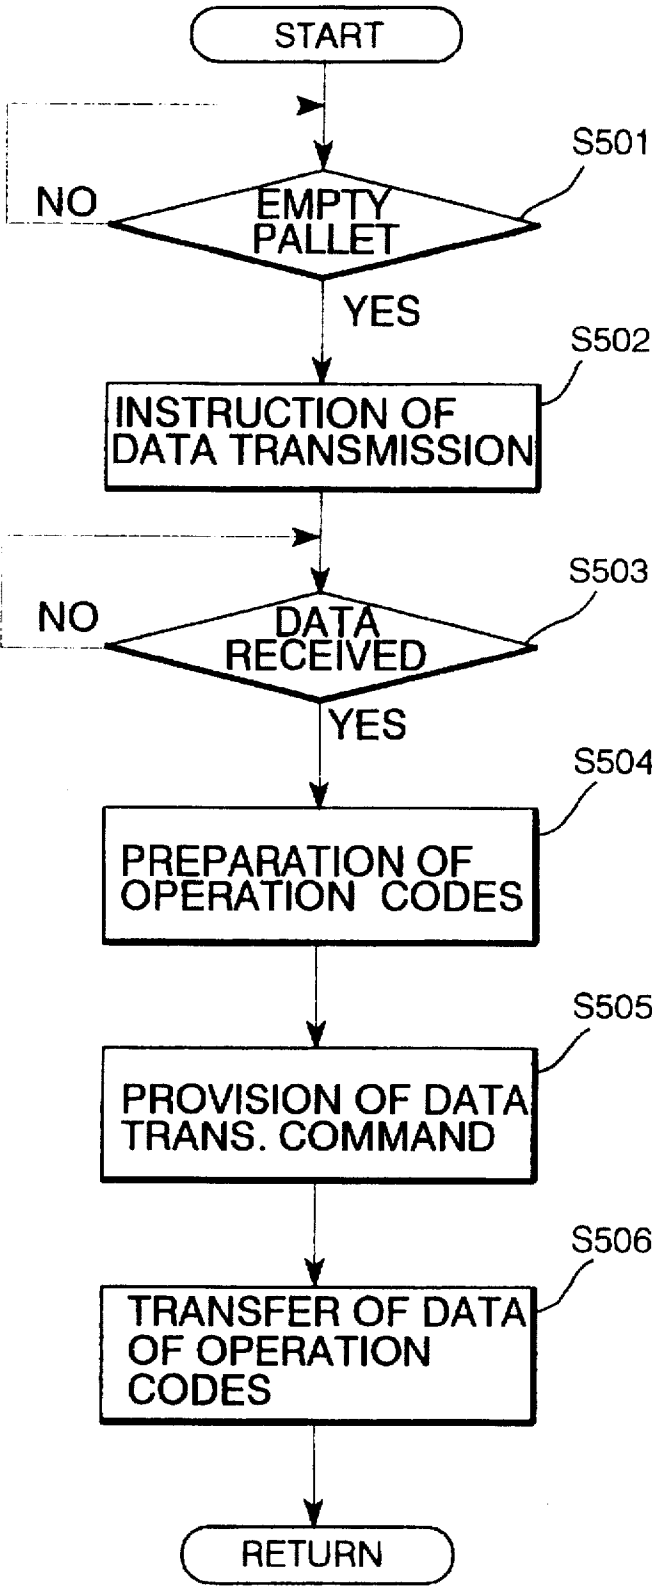 START
S501
NO
EMPTY
PALLET
YES
S502
INSTRUCTION OF
DATA TRANSMISSION
S503
NO
DATA
RECEIVED
YES
S504
PREPARATION OF
OPERATION CODES
S505
PROVISION OF DATA
TRANS. COMMAND
S506
TRANSFER OF DATA
OF OPERATION
CODES
RETURN